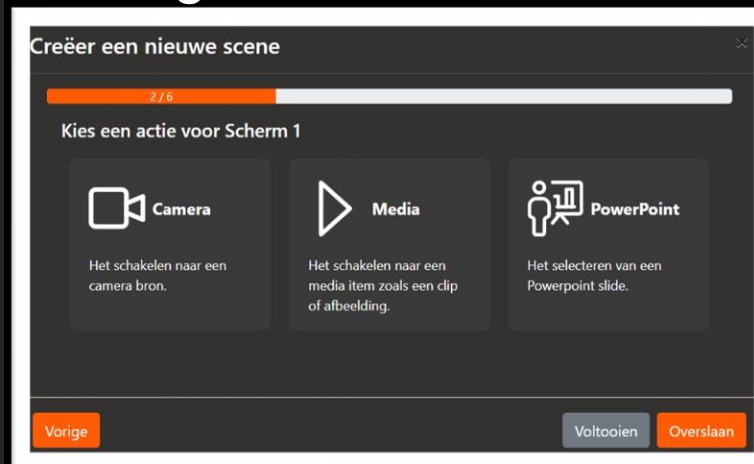 Creëer een nieuwe scene
2 / 6
Kies een actie voor Scherm 1
Camera
Het schakelen naar een
camera bron.
Media
Het schakelen naar een
media item zoals een clip
of afbeelding.
PowerPoint
Het selecteren van een
Powerpoint slide.
Vorige
Voltooien
Overslaan